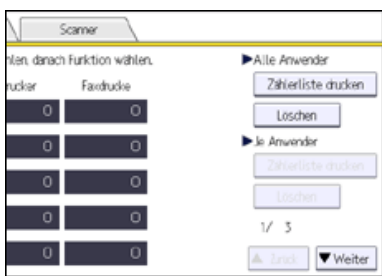 Scanner
hlen, danach Funktion wählen.
rucker Faxdrucke
0 0
0 0
0 0
0 0
0 0
▶Alle Anwender
Zählerliste drucken
Löschen
▶Je Anwender
Zählerliste drucken
Löschen
1/ 3
▲ Zurück ▼Weiter